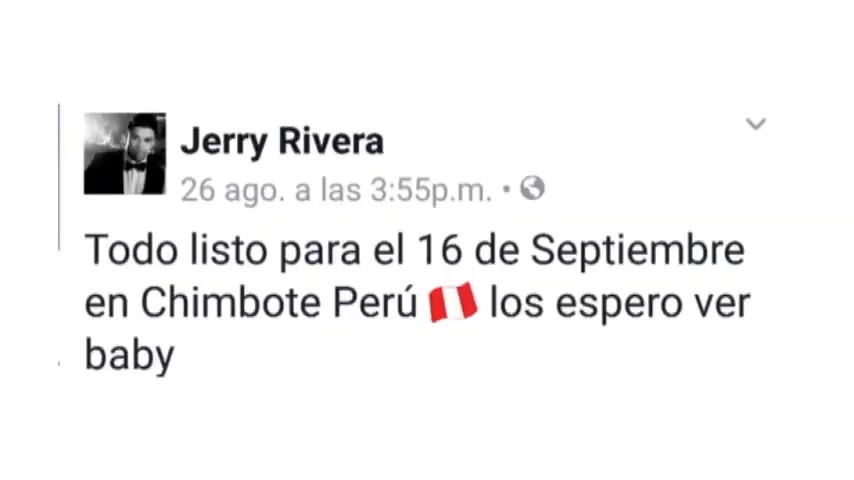 Jerry Rivera
26 ago. a las 3:55p.m. •
Todo listo para el 16 de Septiembre
en Chimbote Perú 🇵🇪 los espero ver
baby